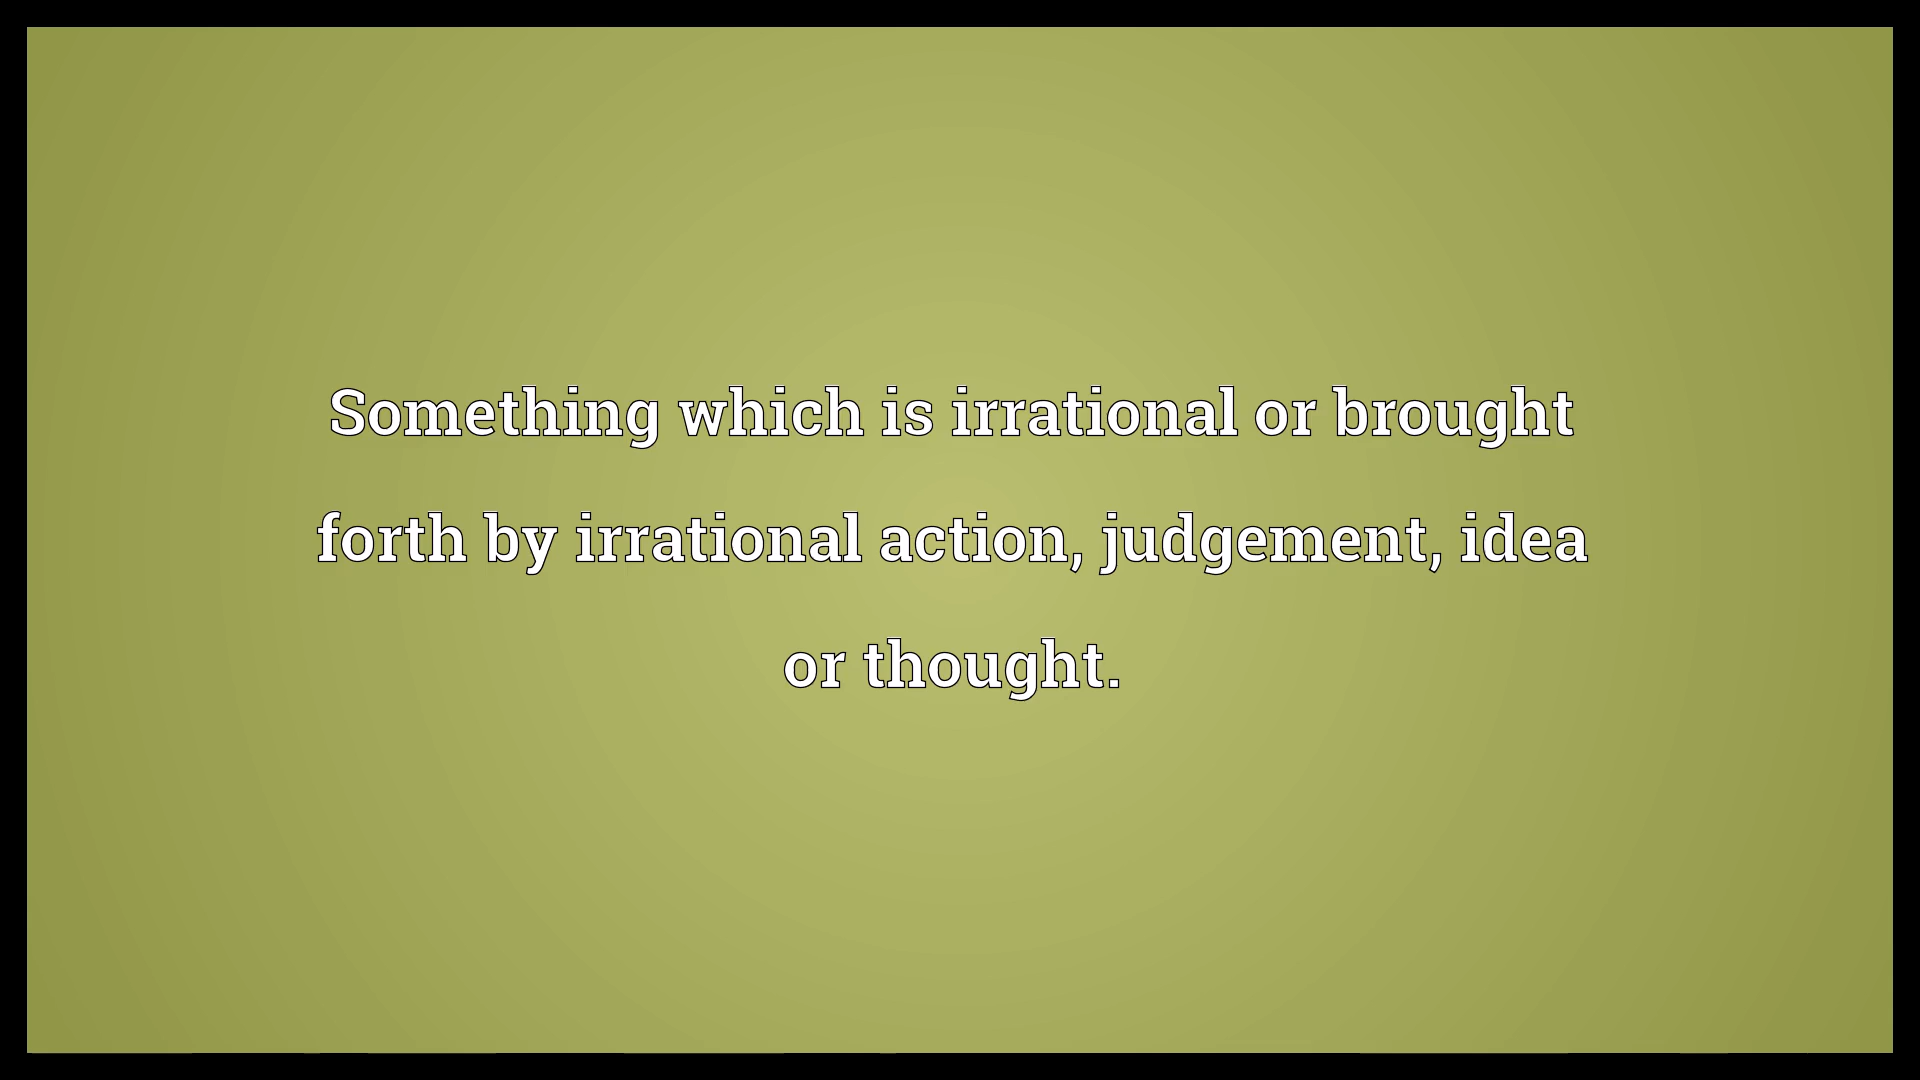 Something which is irrational or brought
forth by irrational action, judgement, idea
or thought.